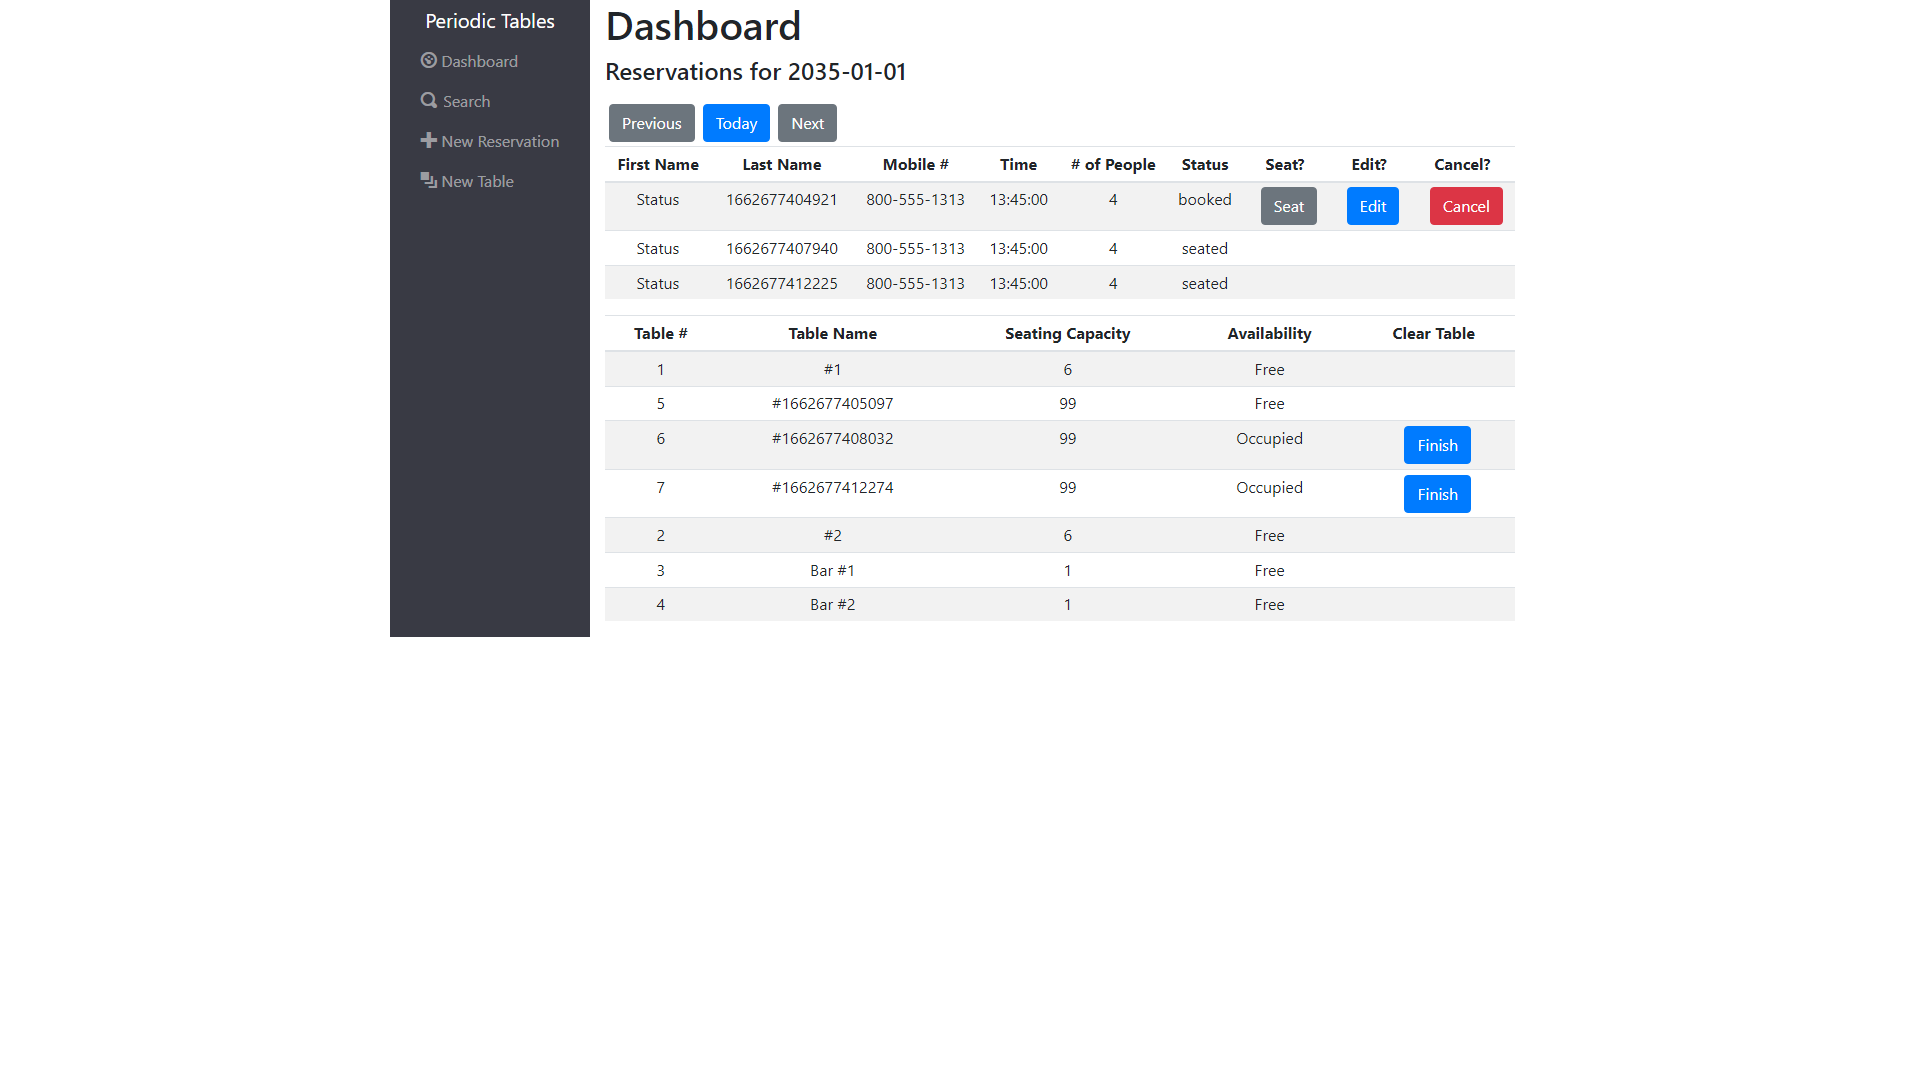 Periodic Tables
Dashboard
Search
New Reservation
New Table
Dashboard
Reservations for 2035-01-01
Previous Today Next
First Name Last Name Mobile # Time # of People Status Seat? Edit? Cancel?
Status 1662677404921 800-555-1313 13:45:00 4 booked Seat Edit Cancel
Status 1662677407940 800-555-1313 13:45:00 4 seated
Status 1662677412225 800-555-1313 13:45:00 4 seated
Table # Table Name Seating Capacity Availability Clear Table
1 #1 6 Free
5 #1662677405097 99 Free
6 #1662677408032 99 Occupied Finish
7 #1662677412274 99 Occupied Finish
2 #2 6 Free
3 Bar #1 1 Free
4 Bar #2 1 Free